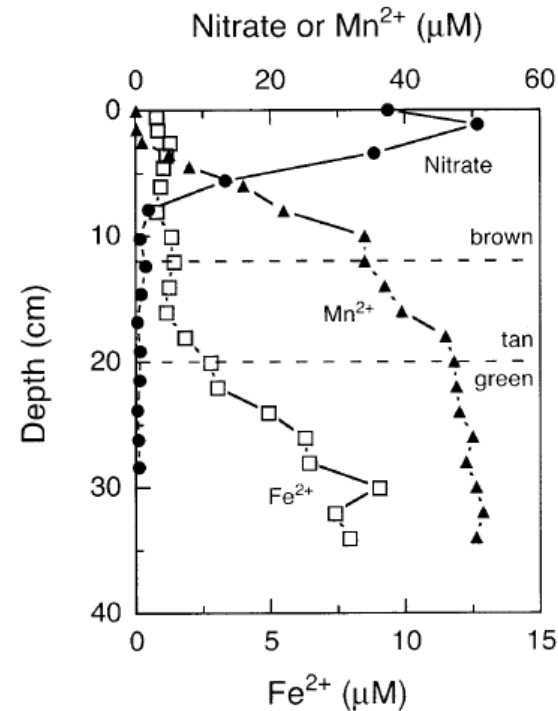 Nitrate or Mn²⁺ (μM)
0 20 40 60
0
Nitrate
10
brown
Mn²⁺
tan
20
green
Fe²⁺
30
40
Depth (cm)
0 5 10 15
Fe²⁺ (μM)